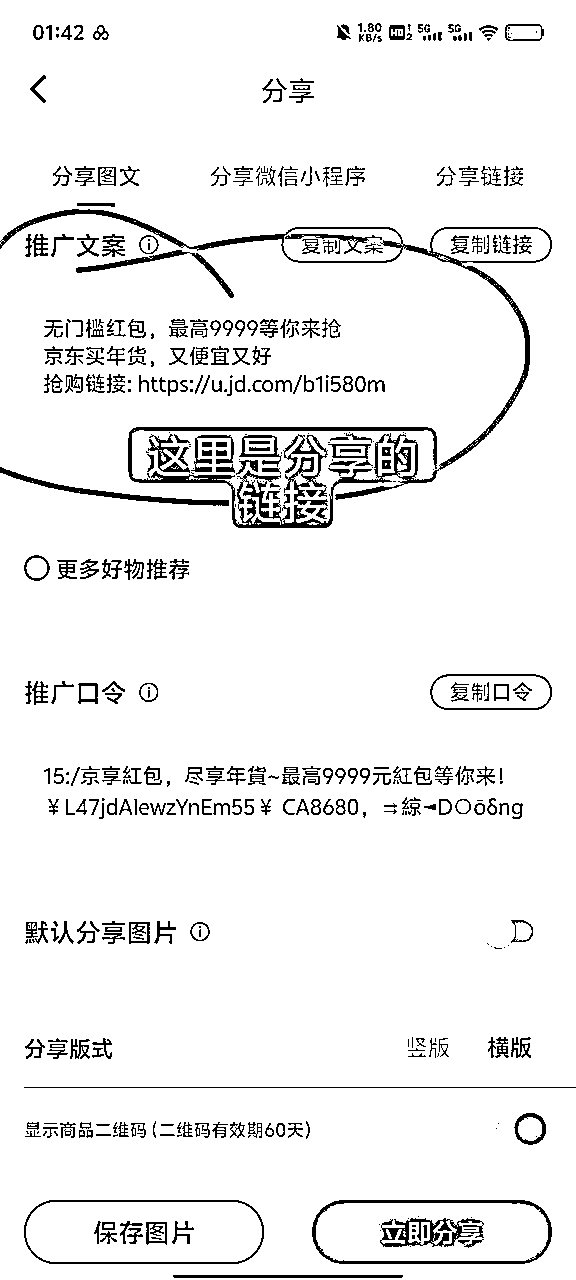 01:42
1.80 KB/s HD 1 2 5G 5G
分享
分享图文 分享微信小程序 分享链接
推广文案 复制文案 复制链接
无门槛红包，最高9999等你来抢
京东买年货，又便宜又好
抢购链接: https://u.jd.com/b1i580m
这里是分享的
链接
更多好物推荐
推广口令 复制口令
15:/京享紅包，尽享年貨~最高9999元紅包等你来！
￥L47jdAlewzYnEm55￥ CA8680，⇉綜◄D〇ōδng
默认分享图片
分享版式 竖版 横版
显示商品二维码 (二维码有效期60天)
保存图片 立即分享